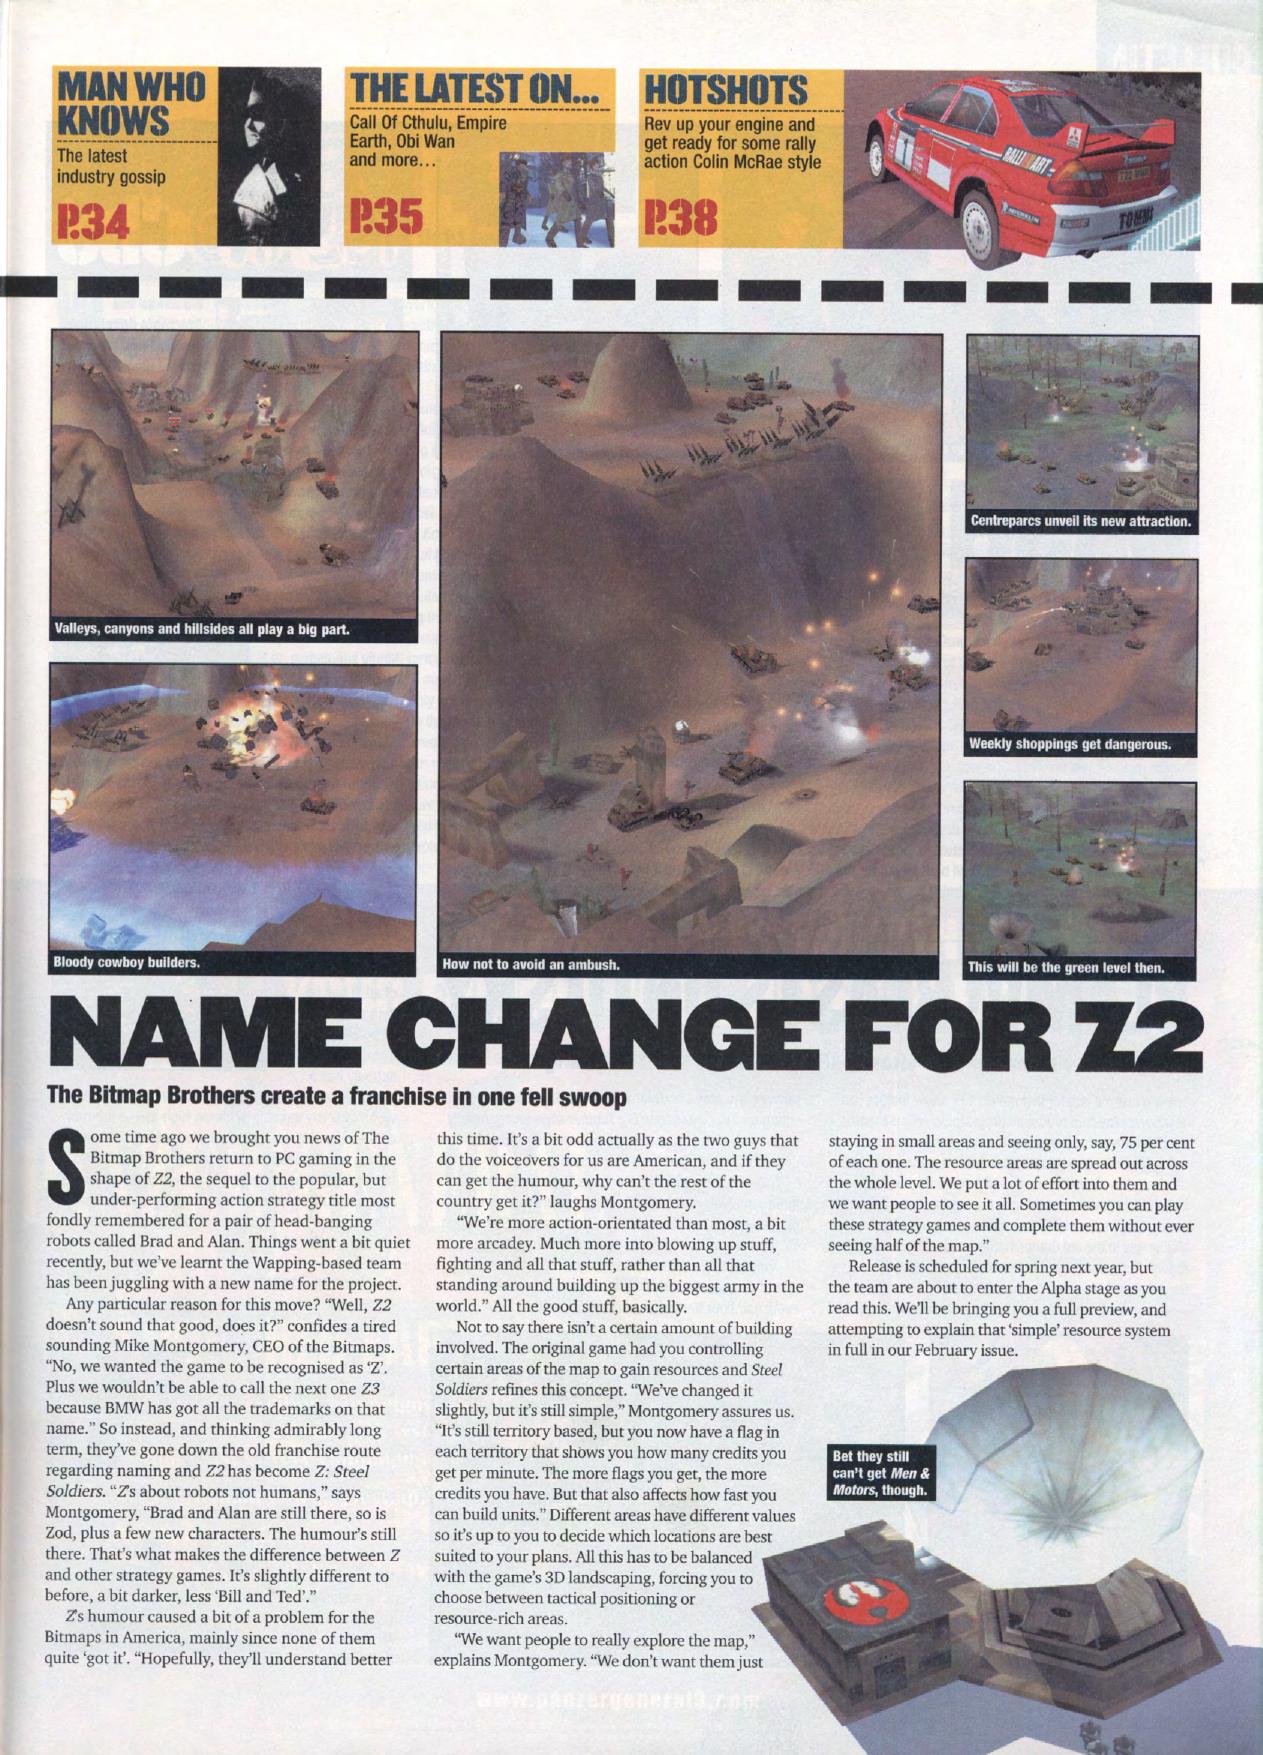 MAN WHO
KNOWS
The latest
industry gossip
P.34
THE LATEST ON...
Call Of Cthulu, Empire
Earth, Obi Wan
and more...
P.35
HOTSHOTS
Rev up your engine and
get ready for some rally
action Colin McRae style
P.38
RALLI ART
MICHELIN
TOMMI
1
Valleys, canyons and hillsides all play a big part.
Bloody cowboy builders.
How not to avoid an ambush.
Centreparcs unveil its new attraction.
Weekly shoppings get dangerous.
This will be the green level then.
NAME CHANGE FOR Z2
The Bitmap Brothers create a franchise in one fell swoop
Some time ago we brought you news of The
Bitmap Brothers return to PC gaming in the
shape of Z2, the sequel to the popular, but
under-performing action strategy title most
fondly remembered for a pair of head-banging
robots called Brad and Alan. Things went a bit quiet
recently, but we've learnt the Wapping-based team
has been juggling with a new name for the project.
Any particular reason for this move? "Well, Z2
doesn't sound that good, does it?" confides a tired
sounding Mike Montgomery, CEO of the Bitmaps.
"No, we wanted the game to be recognised as 'Z'.
Plus we wouldn't be able to call the next one Z3
because BMW has got all the trademarks on that
name." So instead, and thinking admirably long
term, they've gone down the old franchise route
regarding naming and Z2 has become Z: Steel
Soldiers. "Z's about robots not humans," says
Montgomery, "Brad and Alan are still there, so is
Zod, plus a few new characters. The humour's still
there. That's what makes the difference between Z
and other strategy games. It's slightly different to
before, a bit darker, less 'Bill and Ted'."
Z's humour caused a bit of a problem for the
Bitmaps in America, mainly since none of them
quite 'got it'. "Hopefully, they'll understand better
this time. It's a bit odd actually as the two guys that
do the voiceovers for us are American, and if they
can get the humour, why can't the rest of the
country get it?" laughs Montgomery.
"We're more action-orientated than most, a bit
more arcadey. Much more into blowing up stuff,
fighting and all that stuff, rather than all that
standing around building up the biggest army in the
world." All the good stuff, basically.
Not to say there isn't a certain amount of building
involved. The original game had you controlling
certain areas of the map to gain resources and Steel
Soldiers refines this concept. "We've changed it
slightly, but it's still simple," Montgomery assures us.
"It's still territory based, but you now have a flag in
each territory that shows you how many credits you
get per minute. The more flags you get, the more
credits you have. But that also affects how fast you
can build units." Different areas have different values
so it's up to you to decide which locations are best
suited to your plans. All this has to be balanced
with the game's 3D landscaping, forcing you to
choose between tactical positioning or
resource-rich areas.
"We want people to really explore the map,"
explains Montgomery. "We don't want them just
staying in small areas and seeing only, say, 75 per cent
of each one. The resource areas are spread out across
the whole level. We put a lot of effort into them and
we want people to see it all. Sometimes you can play
these strategy games and complete them without ever
seeing half of the map."
Release is scheduled for spring next year, but
the team are about to enter the Alpha stage as you
read this. We'll be bringing you a full preview, and
attempting to explain that 'simple' resource system
in full in our February issue.
Bet they still
can't get Men &
Motors, though.
www.panzergeneral3.com